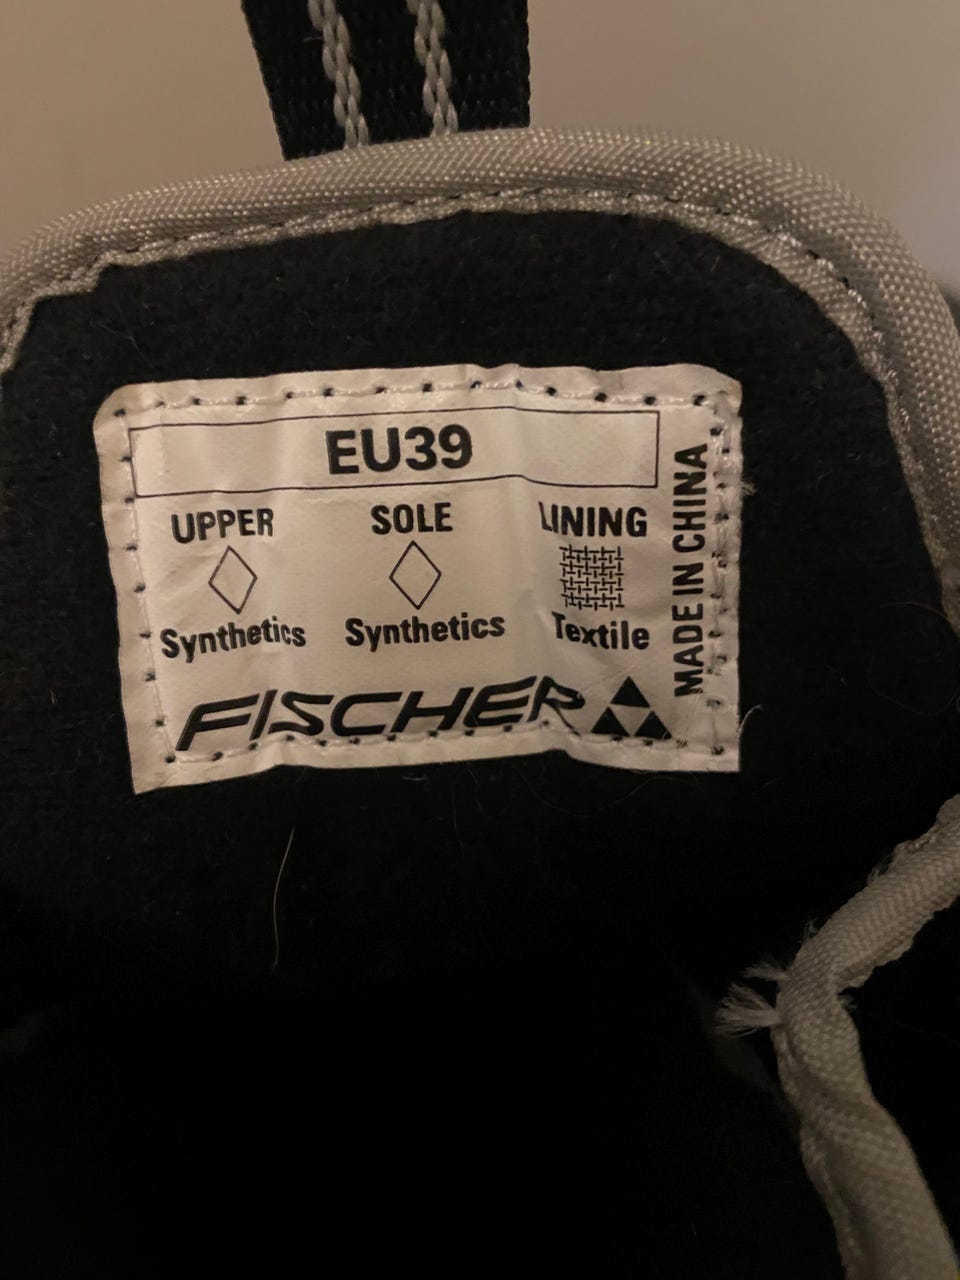 EU39
UPPER SOLE LINING
Synthetics Synthetics Textile
FISCHER
MADE IN CHINA